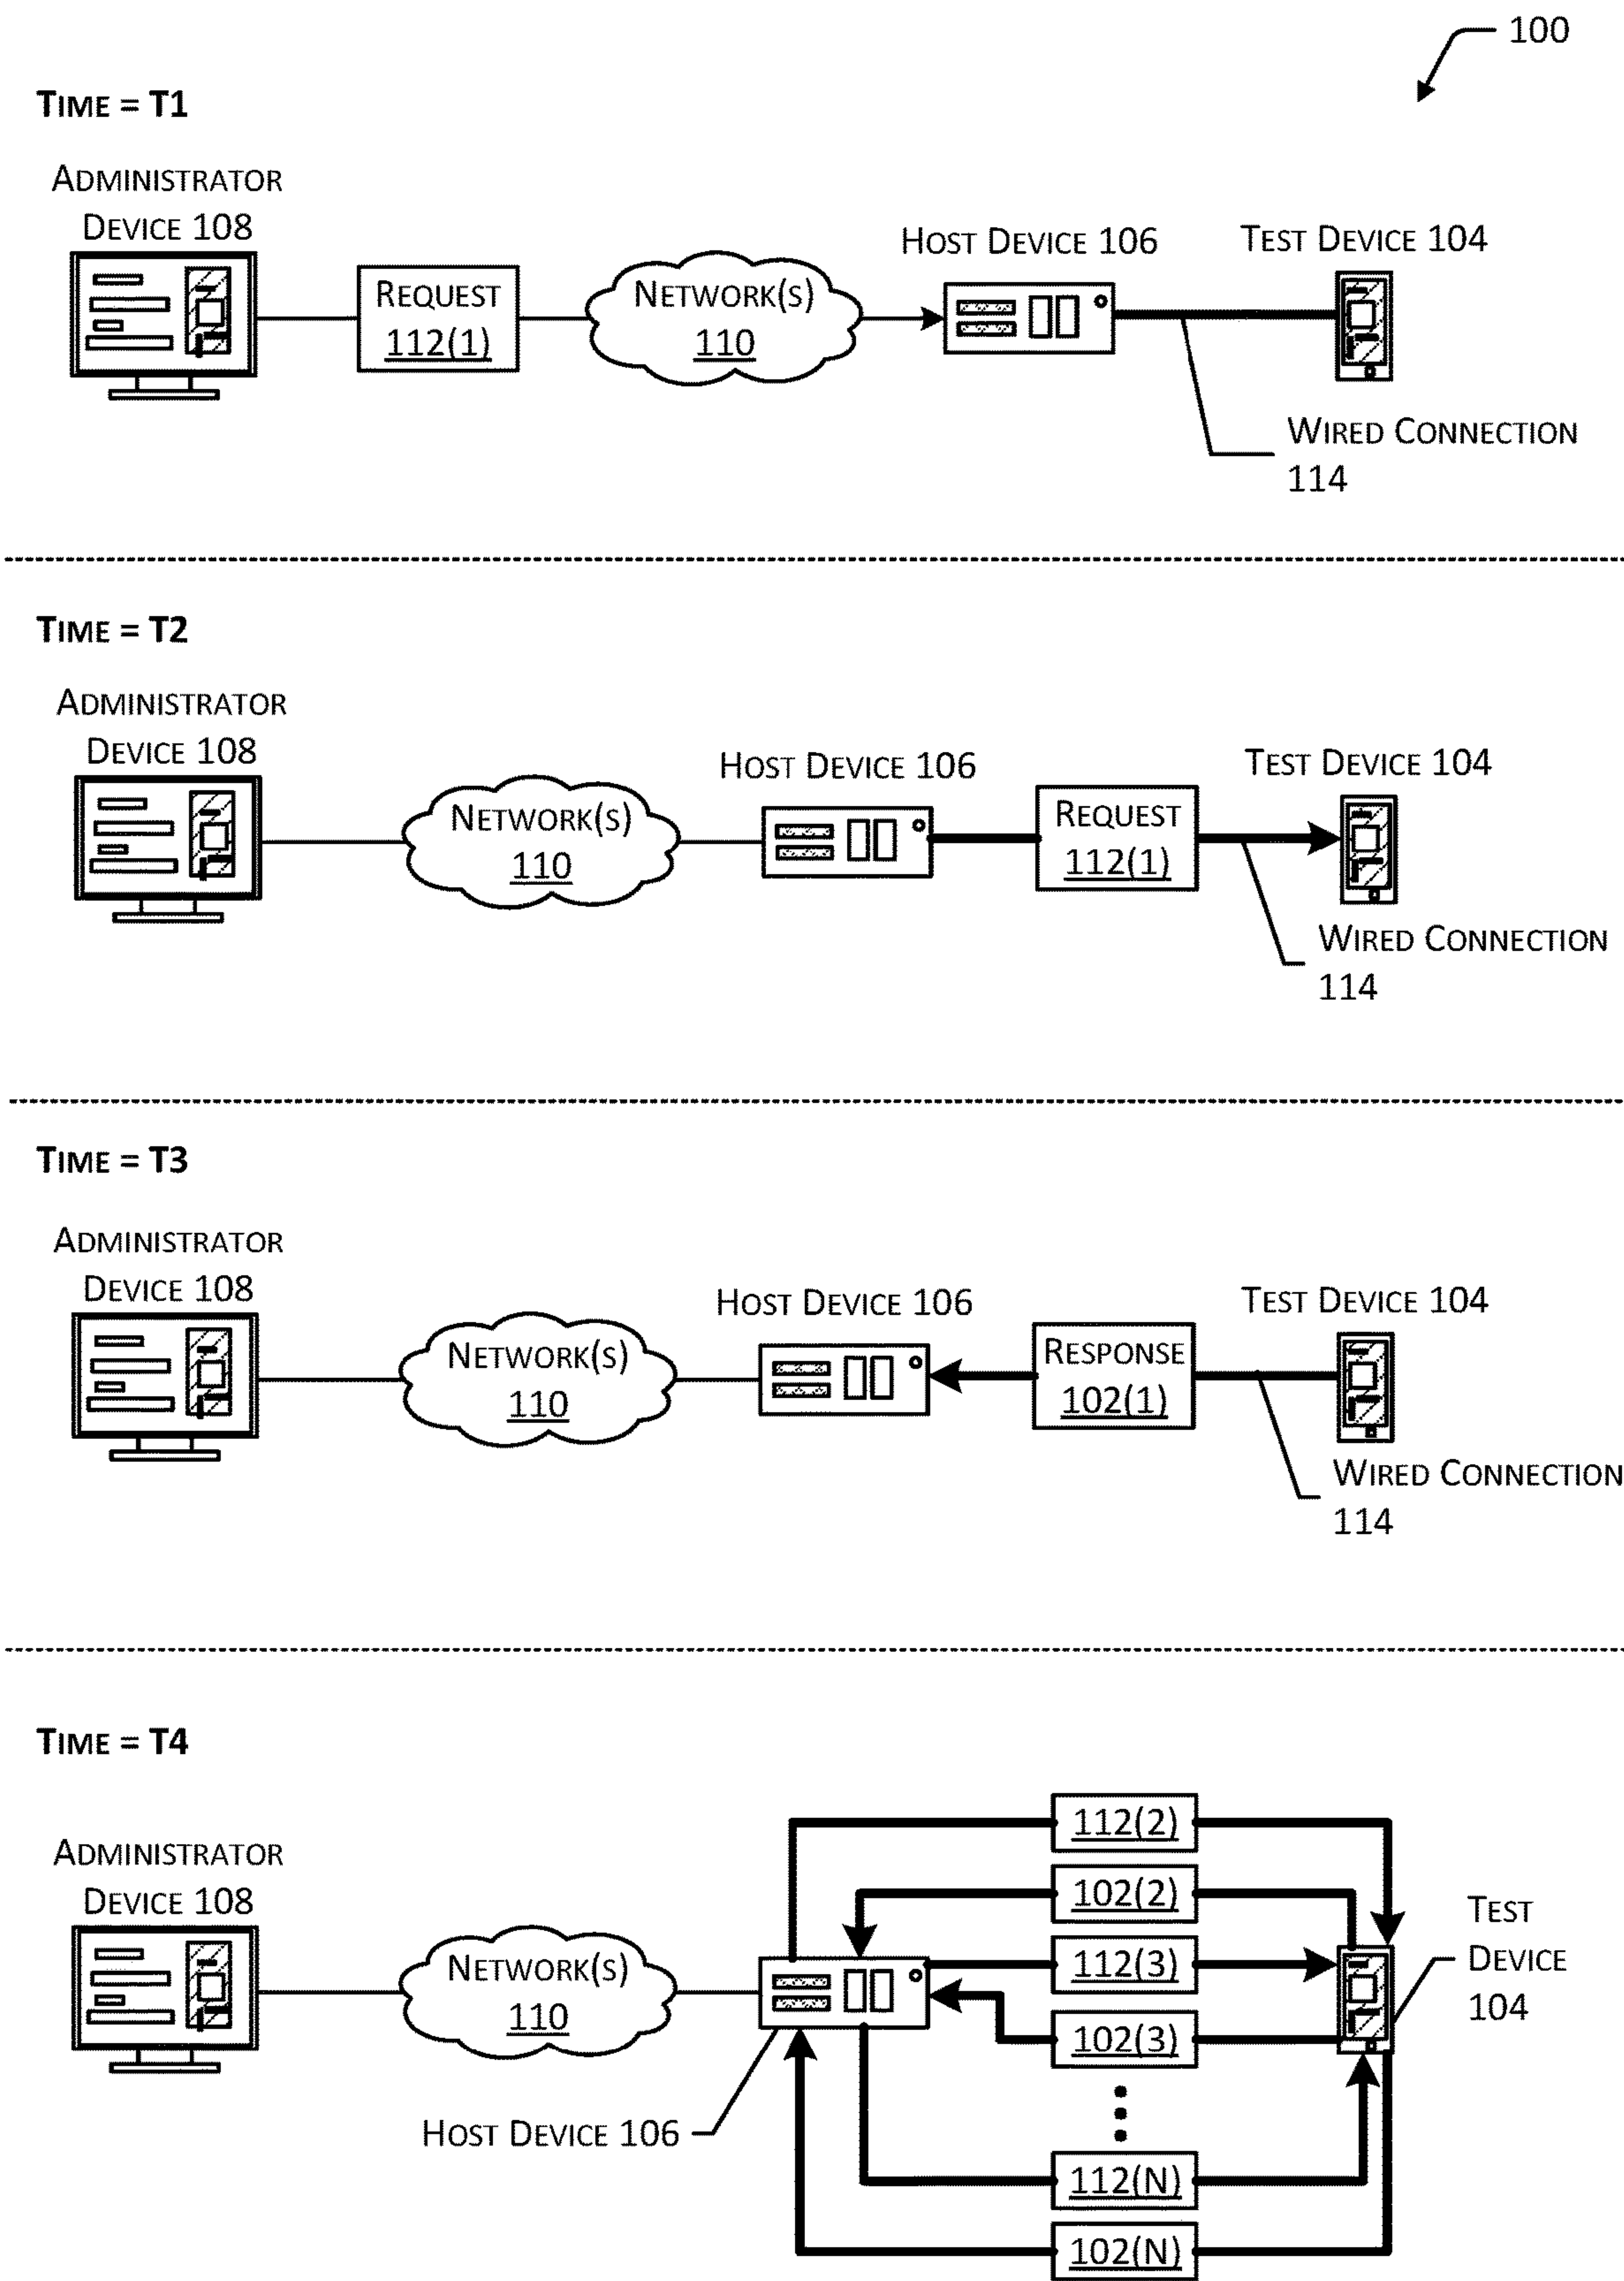 100
TIME = T1
ADMINISTRATOR
DEVICE 108
REQUEST
112(1)
NETWORK(S)
110
HOST DEVICE 106
TEST DEVICE 104
WIRED CONNECTION
114
TIME = T2
ADMINISTRATOR
DEVICE 108
NETWORK(S)
110
HOST DEVICE 106
REQUEST
112(1)
TEST DEVICE 104
WIRED CONNECTION
114
TIME = T3
ADMINISTRATOR
DEVICE 108
NETWORK(S)
110
HOST DEVICE 106
RESPONSE
102(1)
TEST DEVICE 104
WIRED CONNECTION
114
TIME = T4
ADMINISTRATOR
DEVICE 108
NETWORK(S)
110
HOST DEVICE 106
112(2)
102(2)
112(3)
102(3)
112(N)
102(N)
TEST
DEVICE
104